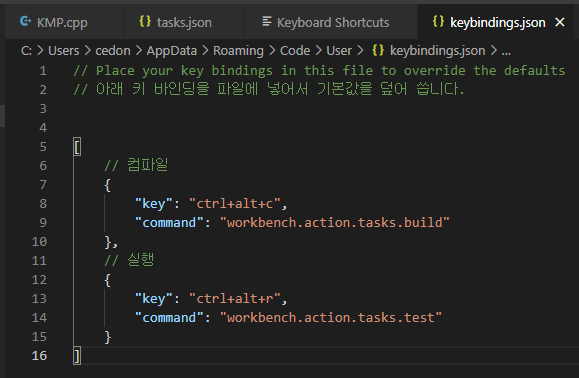 KMP.cpp tasks.json Keyboard Shortcuts keybindings.json ×
C: > Users > cedon > AppData > Roaming > Code > User > {} keybindings.json > ...
1 // Place your key bindings in this file to override the defaults
2 // 아래 키 바인딩을 파일에 넣어서 기본값을 덮어 씁니다.
3
4
5 [
6 // 컴파일
7 {
8 "key": "ctrl+alt+c",
9 "command": "workbench.action.tasks.build"
10 },
11 // 실행
12 {
13 "key": "ctrl+alt+r",
14 "command": "workbench.action.tasks.test"
15 }
16 ]